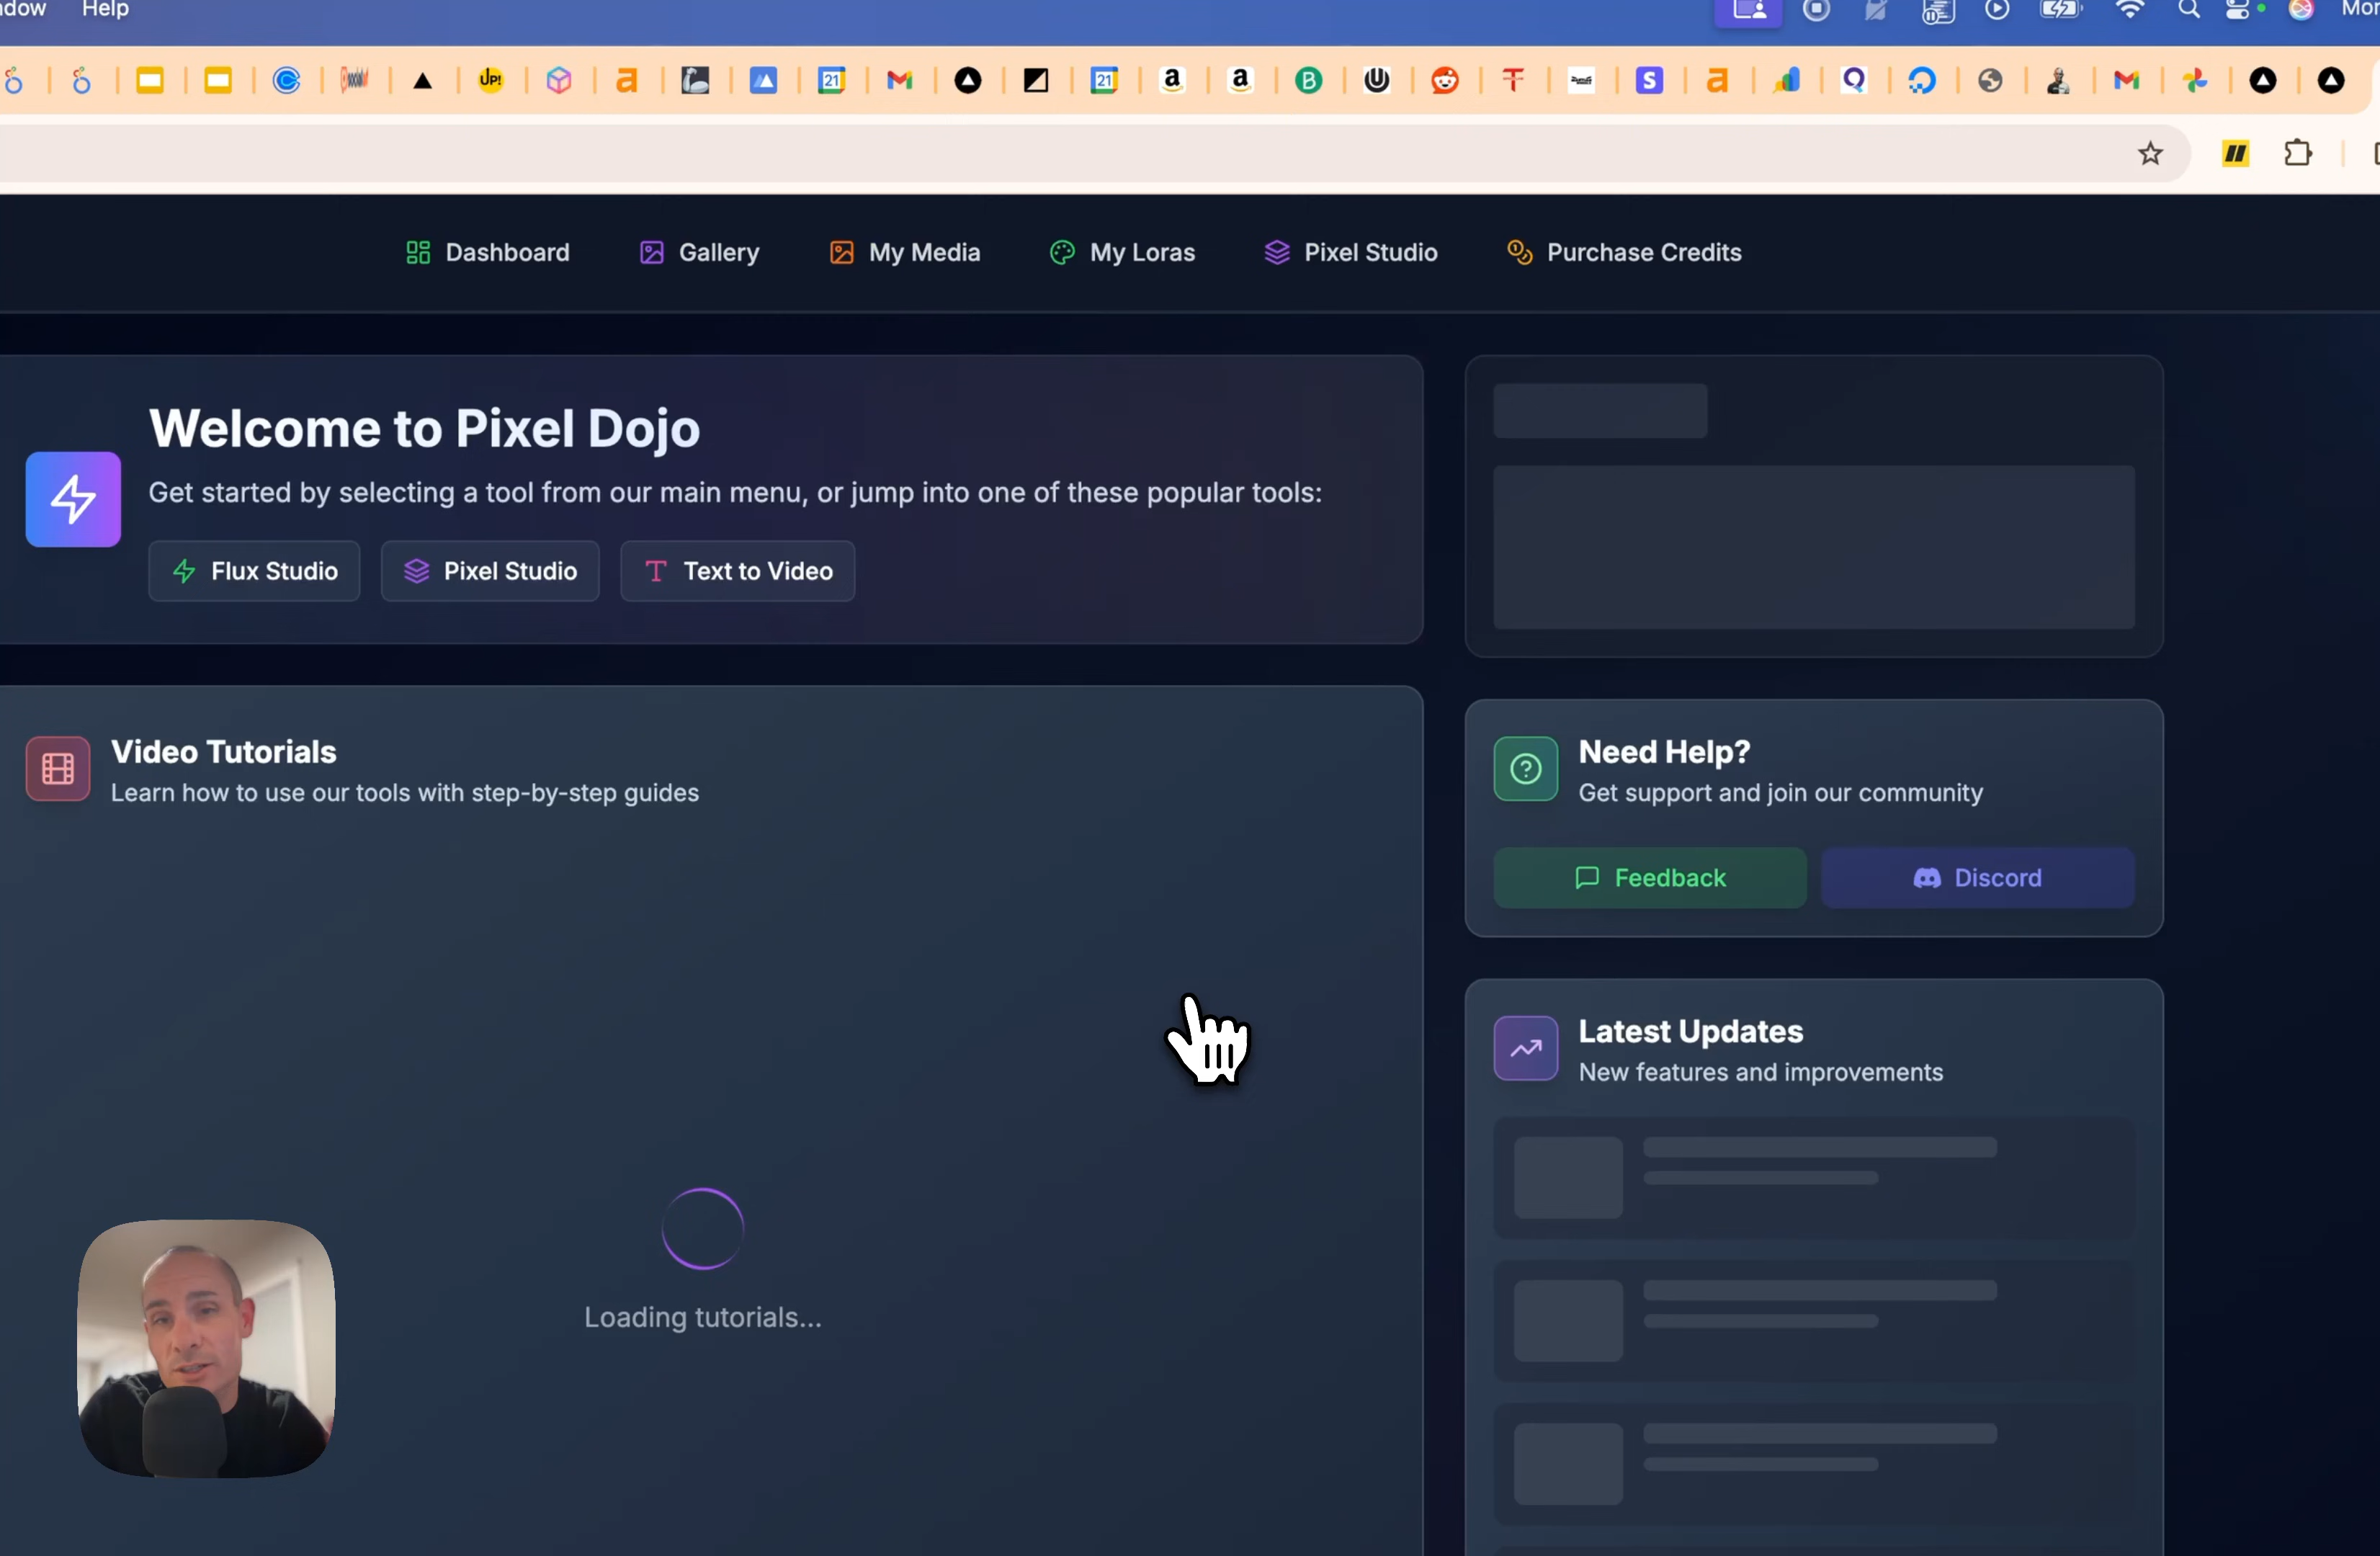 Help
UP!
21
21
Dashboard
Gallery
My Media
My Loras
Pixel Studio
Purchase Credits
Welcome to Pixel Dojo
Get started by selecting a tool from our main menu, or jump into one of these popular tools:
Flux Studio
Pixel Studio
Text to Video
Video Tutorials
Learn how to use our tools with step-by-step guides
Loading tutorials...
Need Help?
Get support and join our community
Feedback
Discord
Latest Updates
New features and improvements